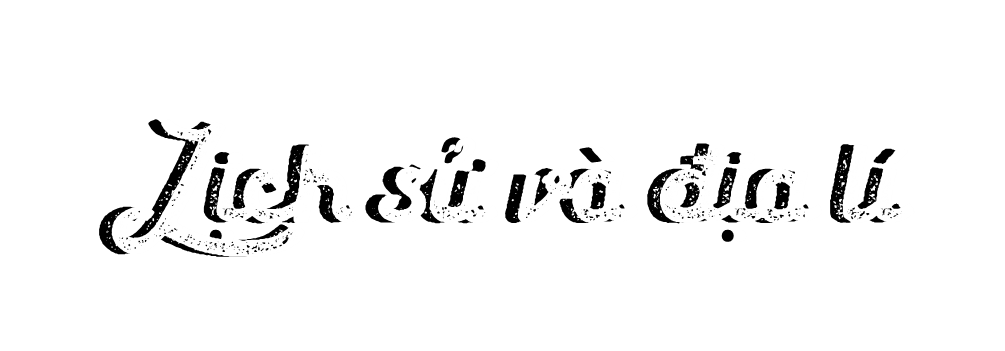 Lịch sử và địa lí